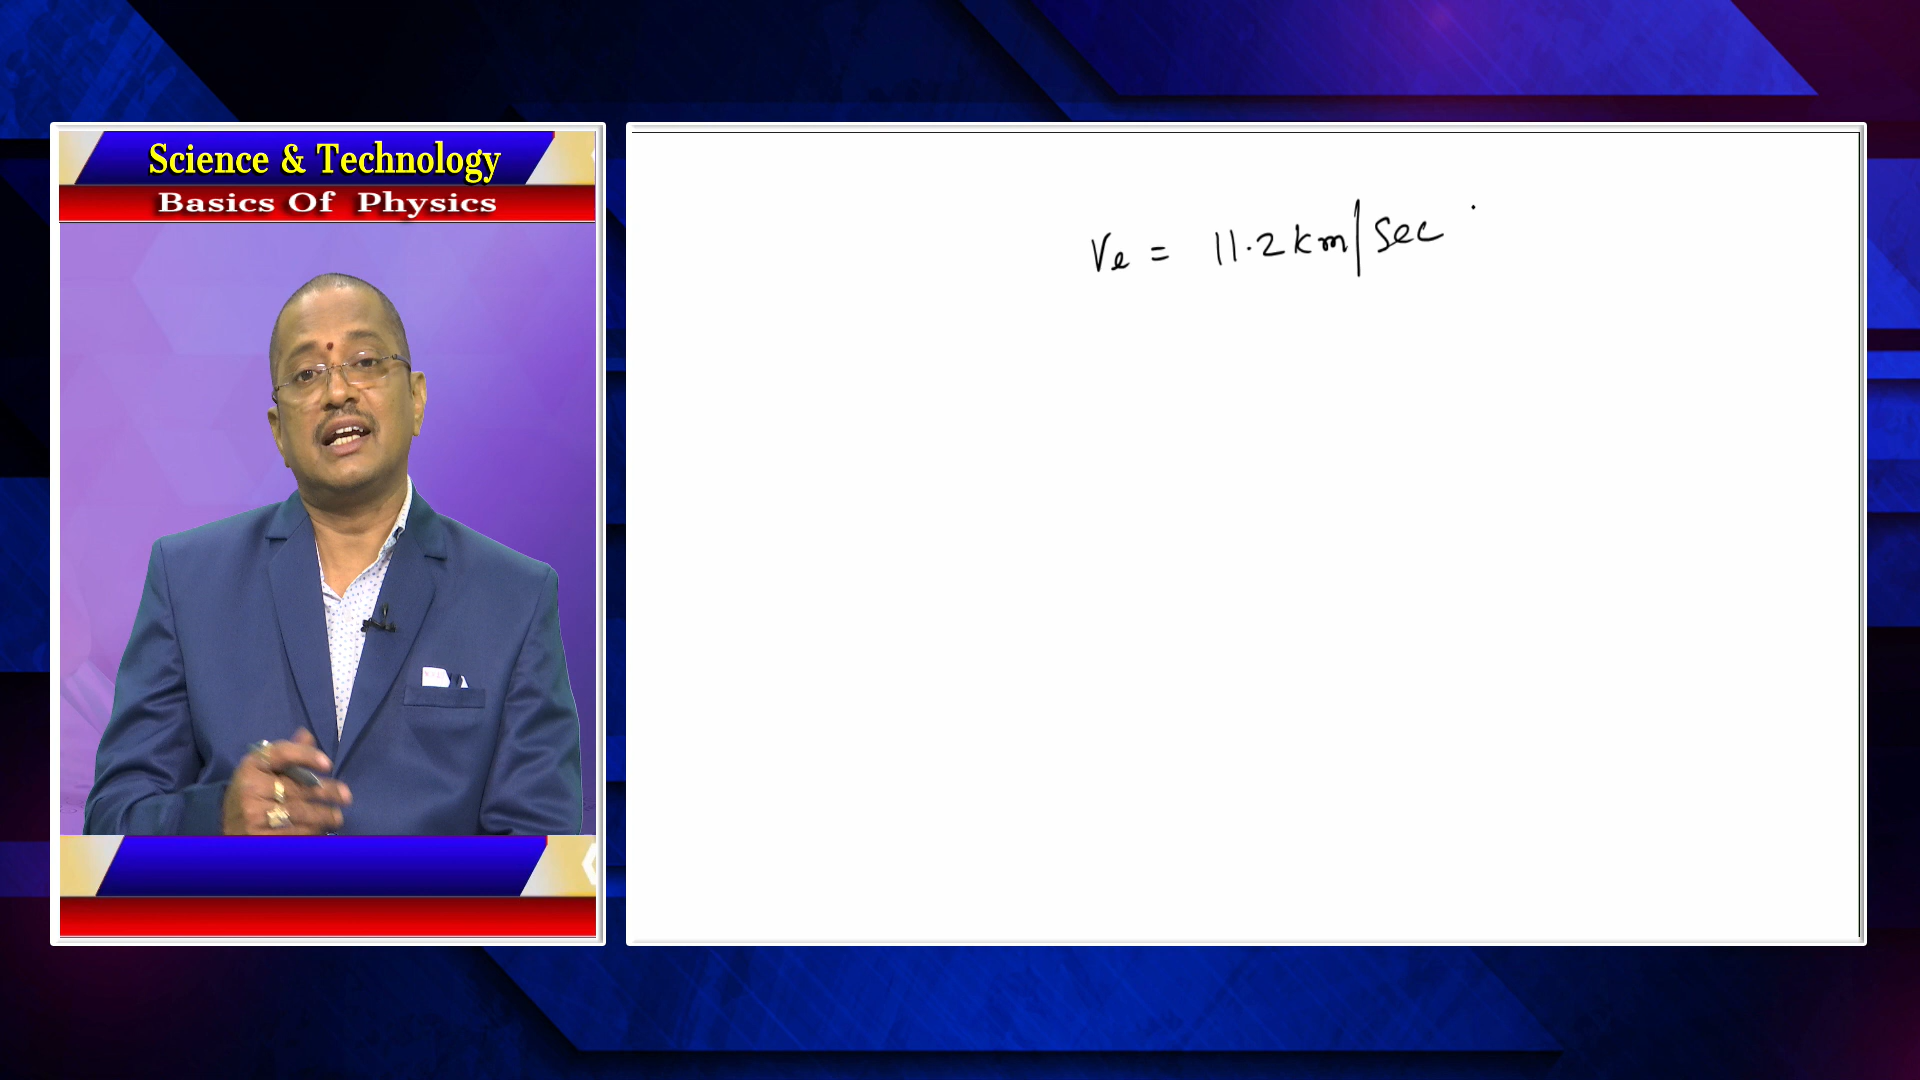 Science & Technology
Basics Of Physics
Ve = 11.2 km/sec